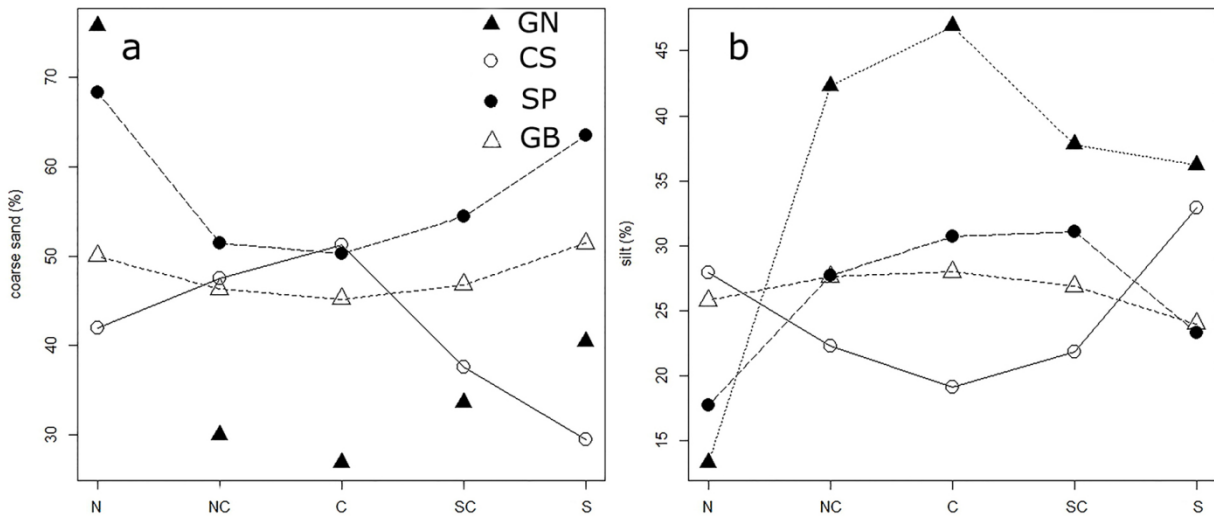 a
GN
CS
SP
GB
coarse sand (%)
70
60
50
40
30
N NC C SC S
b
silt (%)
45
40
35
30
25
20
15
N NC C SC S